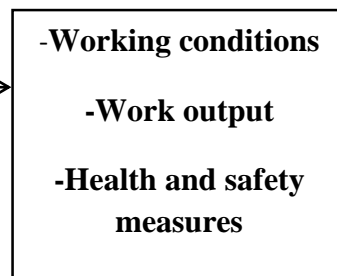 -Working conditions
-Work output
-Health and safety
measures